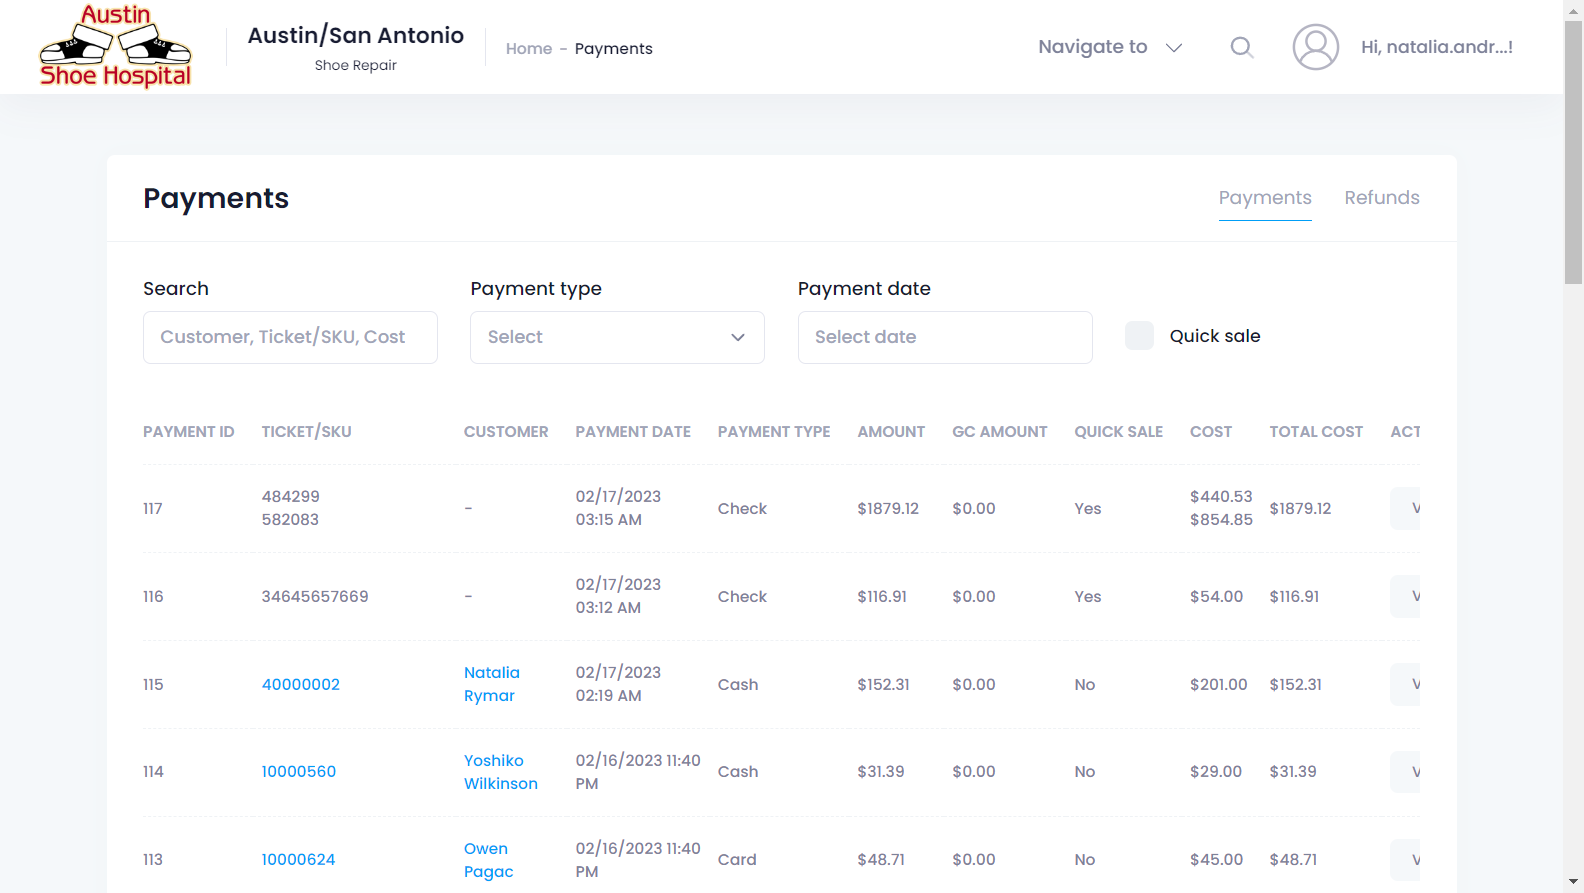 Austin
Shoe Hospital
Austin/San Antonio
Shoe Repair
Home - Payments
Navigate to
Hi, natalia.andr...!
Payments
Payments
Refunds
Search
Payment type
Payment date
Customer, Ticket/SKU, Cost
Select
Select date
Quick sale
PAYMENT ID TICKET/SKU CUSTOMER PAYMENT DATE PAYMENT TYPE AMOUNT GC AMOUNT QUICK SALE COST TOTAL COST ACT
117 484299 582083 - 02/17/2023 03:15 AM Check $1879.12 $0.00 Yes $440.53 $854.85 $1879.12 V
116 34645657669 - 02/17/2023 03:12 AM Check $116.91 $0.00 Yes $54.00 $116.91 V
115 40000002 Natalia Rymar 02/17/2023 02:19 AM Cash $152.31 $0.00 No $201.00 $152.31 V
114 10000560 Yoshiko Wilkinson 02/16/2023 11:40 PM Cash $31.39 $0.00 No $29.00 $31.39 V
113 10000624 Owen Pagac 02/16/2023 11:40 PM Card $48.71 $0.00 No $45.00 $48.71 V